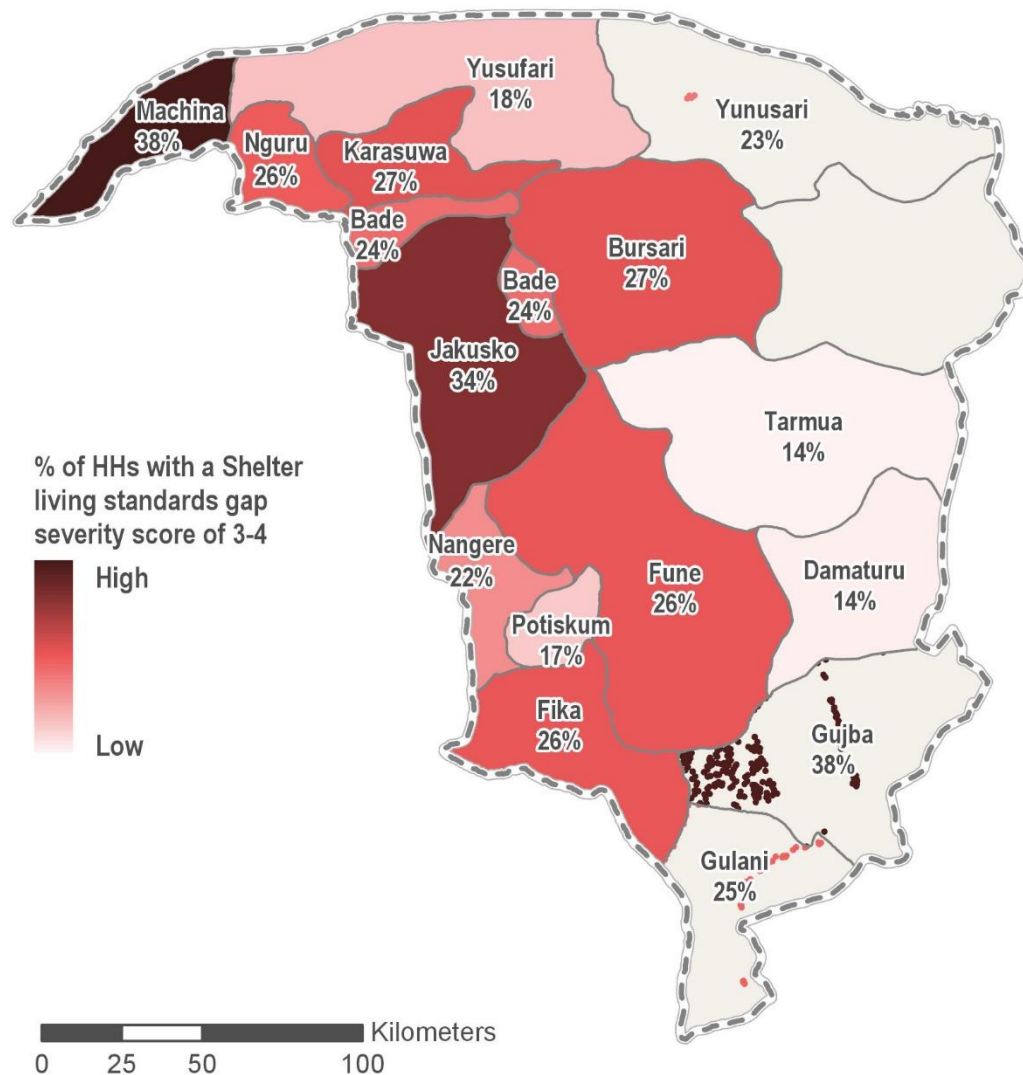 Yusufari
18%
Machina
38%
Yunusari
23%
Nguru
26%
Karasuwa
27%
Bade
24%
Bursari
27%
Bade
24%
Jakusko
34%
Tarmua
14%
% of HHs with a Shelter
living standards gap
severity score of 3-4
High
Low
Nangere
22%
Fune
26%
Damaturu
14%
Potiskum
17%
Fika
26%
Gujba
38%
Gulani
25%
Kilometers
0 25 50 100